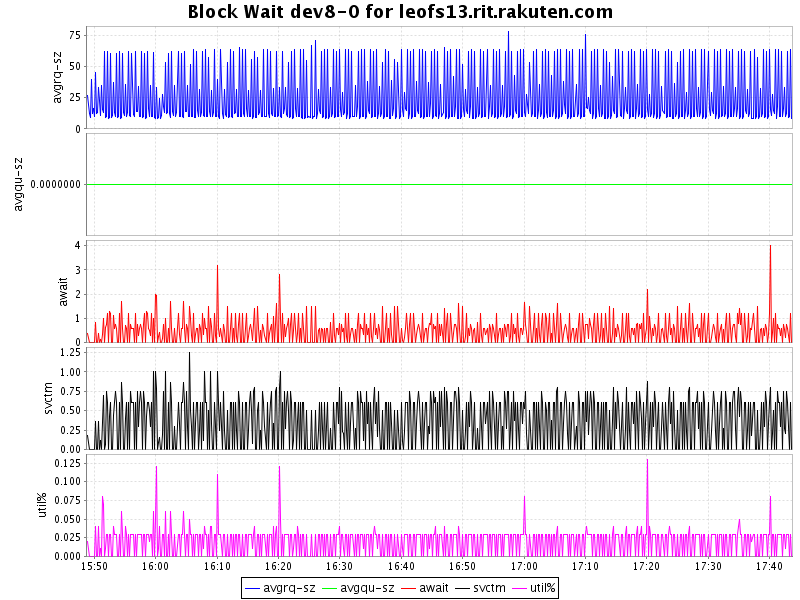 Block Wait dev8-0 for leofs13.rit.rakuten.com
avgrq-sz
75
50
25
0
avgqu-sz
0.0000000
await
4
3
2
1
0
svctm
1.25
1.00
0.75
0.50
0.25
0.00
util%
0.125
0.100
0.075
0.050
0.025
0.000
15:50 16:00 16:10 16:20 16:30 16:40 16:50 17:00 17:10 17:20 17:30 17:40
avgrq-sz avgqu-sz await svctm util%